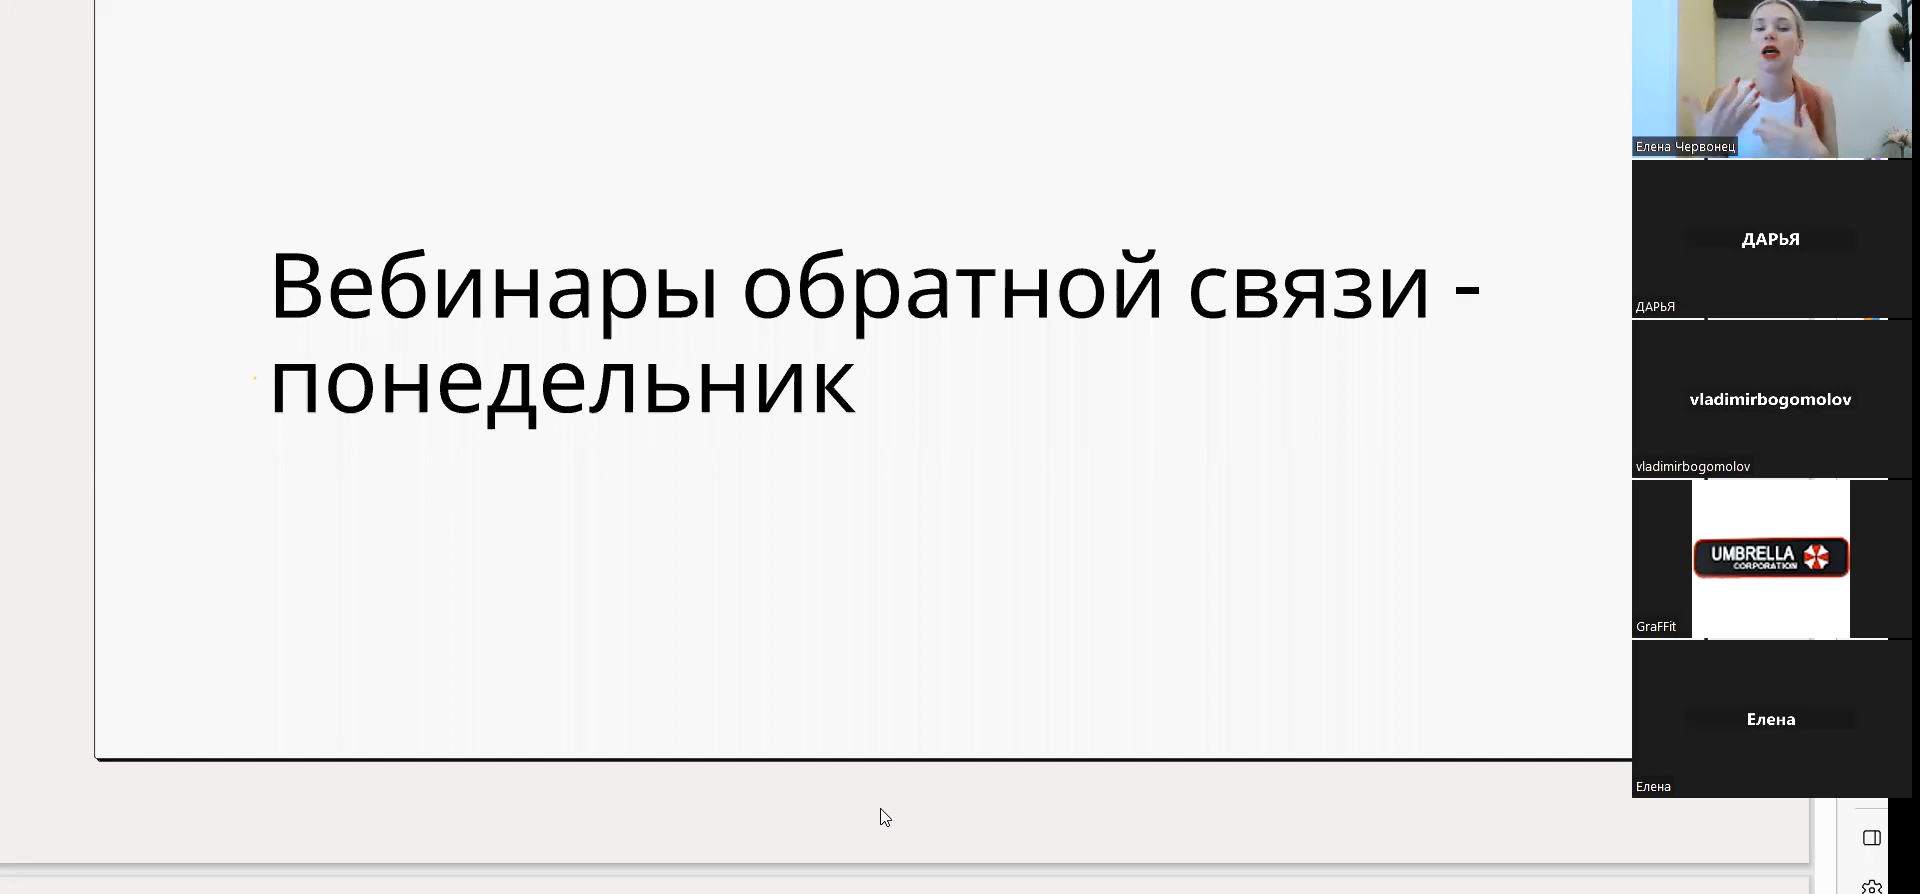 Вебинары обратной связи -
понедельник
Елена Червонец
ДАРЬЯ
ДАРЬЯ
vladimirbogomolov
vladimirbogomolov
UMBRELLA
CORPORATION
GraFFit
Елена
Елена